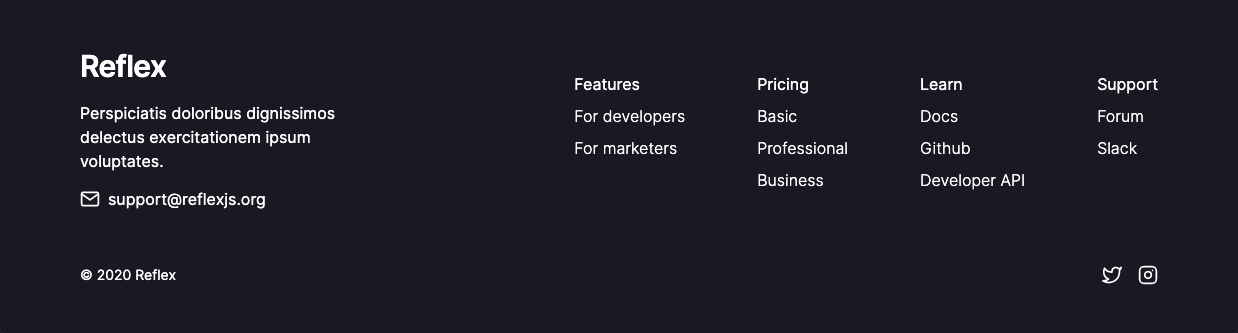 Reflex
Perspiciatis doloribus dignissimos
delectus exercitationem ipsum
voluptates.
support@reflexjs.org
Features
For developers
For marketers
Pricing
Basic
Professional
Business
Learn
Docs
Github
Developer API
Support
Forum
Slack
© 2020 Reflex